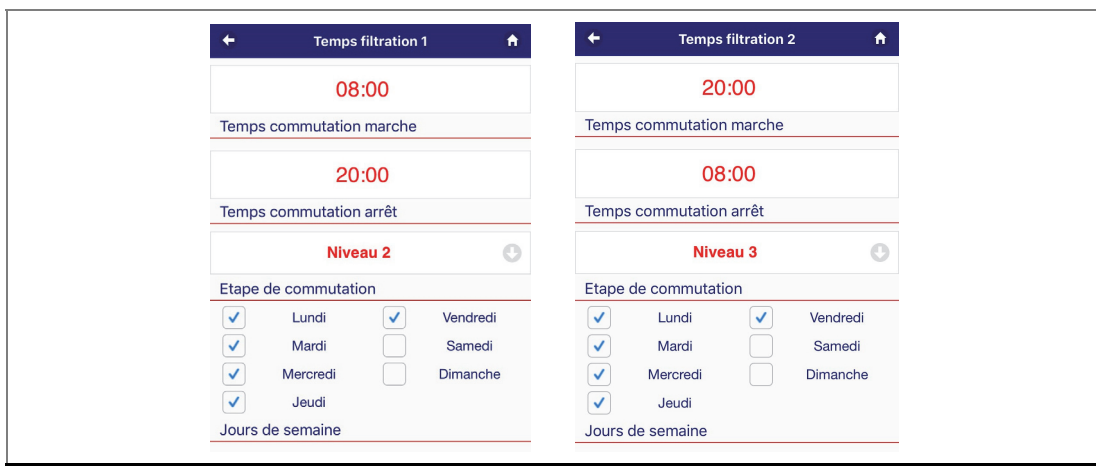 Temps filtration 1
08:00
Temps commutation marche
20:00
Temps commutation arrêt
Niveau 2
Etape de commutation
Lundi Vendredi
Mardi Samedi
Mercredi Dimanche
Jeudi
Jours de semaine
Temps filtration 2
20:00
Temps commutation marche
08:00
Temps commutation arrêt
Niveau 3
Etape de commutation
Lundi Vendredi
Mardi Samedi
Mercredi Dimanche
Jeudi
Jours de semaine